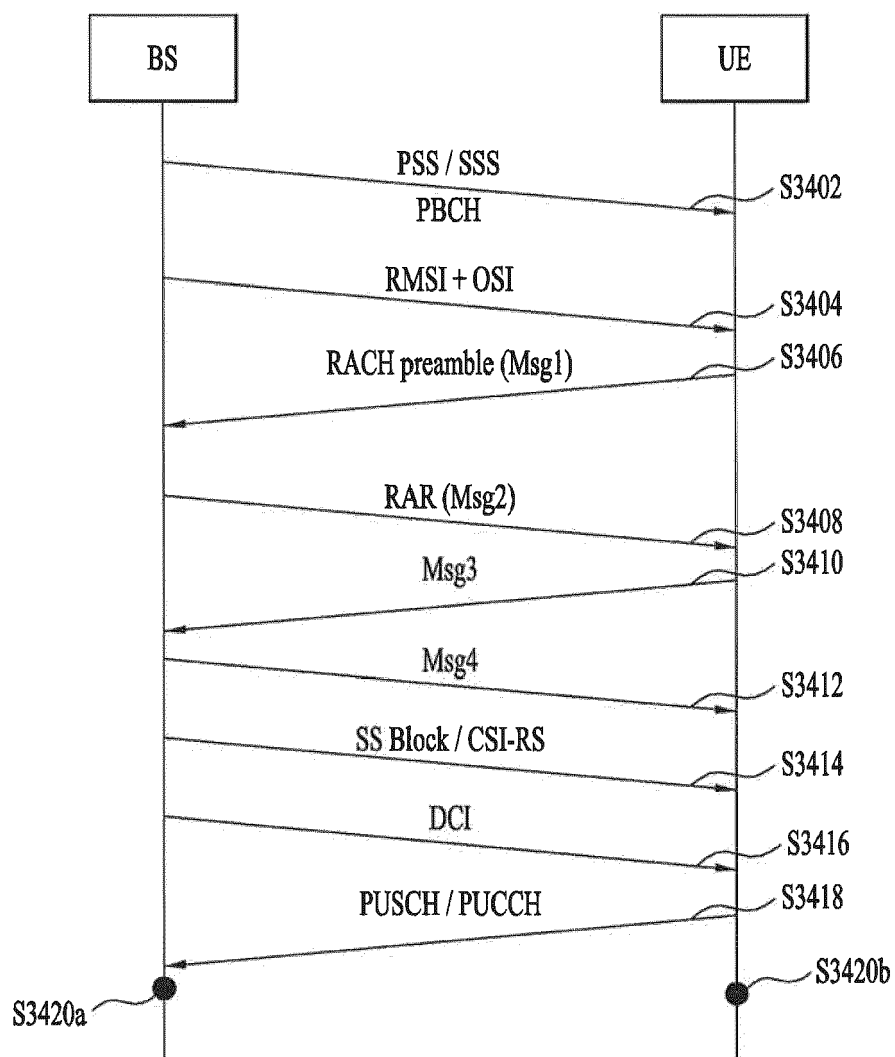 BS
UE
PSS / SSS
S3402
PBCH
RMSI + OSI
S3404
RACH preamble (Msg1)
S3406
RAR (Msg2)
S3408
Msg3
S3410
Msg4
S3412
SS Block / CSI-RS
S3414
DCI
S3416
PUSCH / PUCCH
S3418
S3420a
S3420b